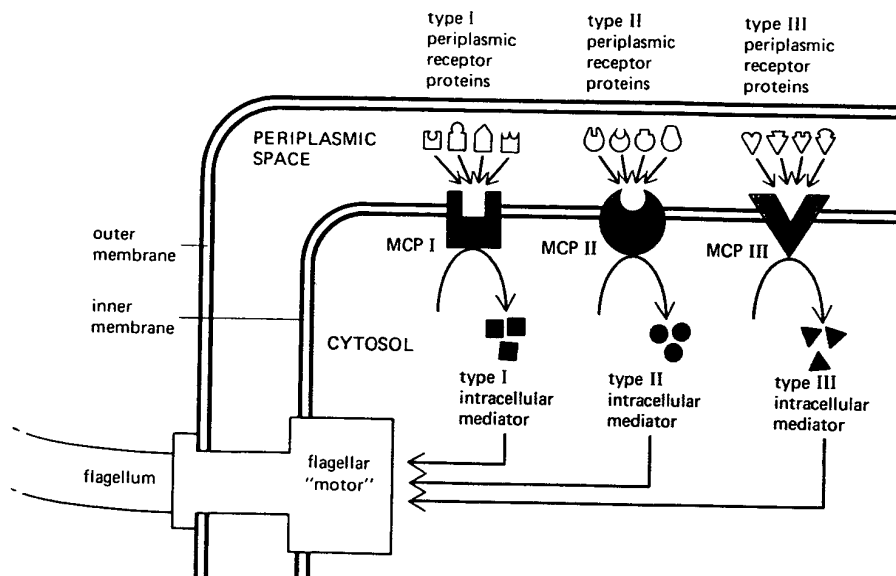 type I
periplasmic
receptor
proteins
type II
periplasmic
receptor
proteins
type III
periplasmic
receptor
proteins
PERIPLASMIC
SPACE
outer
membrane
MCP I
MCP II
MCP III
inner
membrane
CYTOSOL
type I
intracellular
mediator
type II
intracellular
mediator
type III
intracellular
mediator
flagellum
flagellar
"motor"